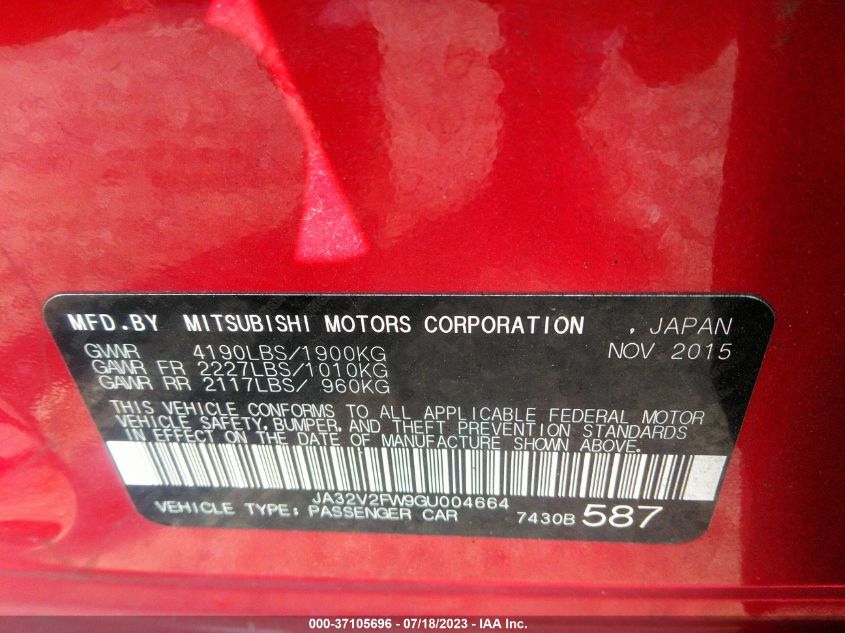 MFD.BY MITSUBISHI MOTORS CORPORATION , JAPAN
GVWR 4190LBS/1900KG NOV 2015
GAWR FR 2227LBS/1010KG
GAWR RR 2117LBS/ 960KG
THIS VEHICLE CONFORMS TO ALL APPLICABLE FEDERAL MOTOR
VEHICLE SAFETY, BUMPER, AND THEFT PREVENTION STANDARDS
IN EFFECT ON THE DATE OF MANUFACTURE SHOWN ABOVE.
JA32V2FW9GU004664
VEHICLE TYPE: PASSENGER CAR 7430B 587
000-37105696 - 07/18/2023 - IAA Inc.